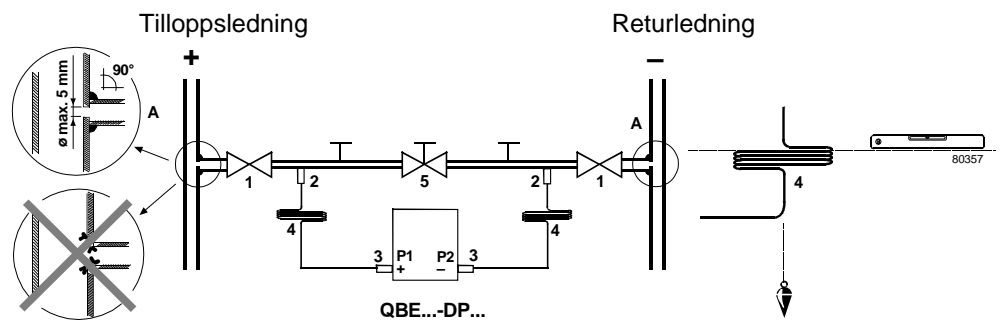 Tilloppsledning Returledning
+ −
90°
ø max. 5 mm
A A
80357
1 2 5 2 1 4
4 4
3 P1 P2 3
+ −
QBE...-DP...